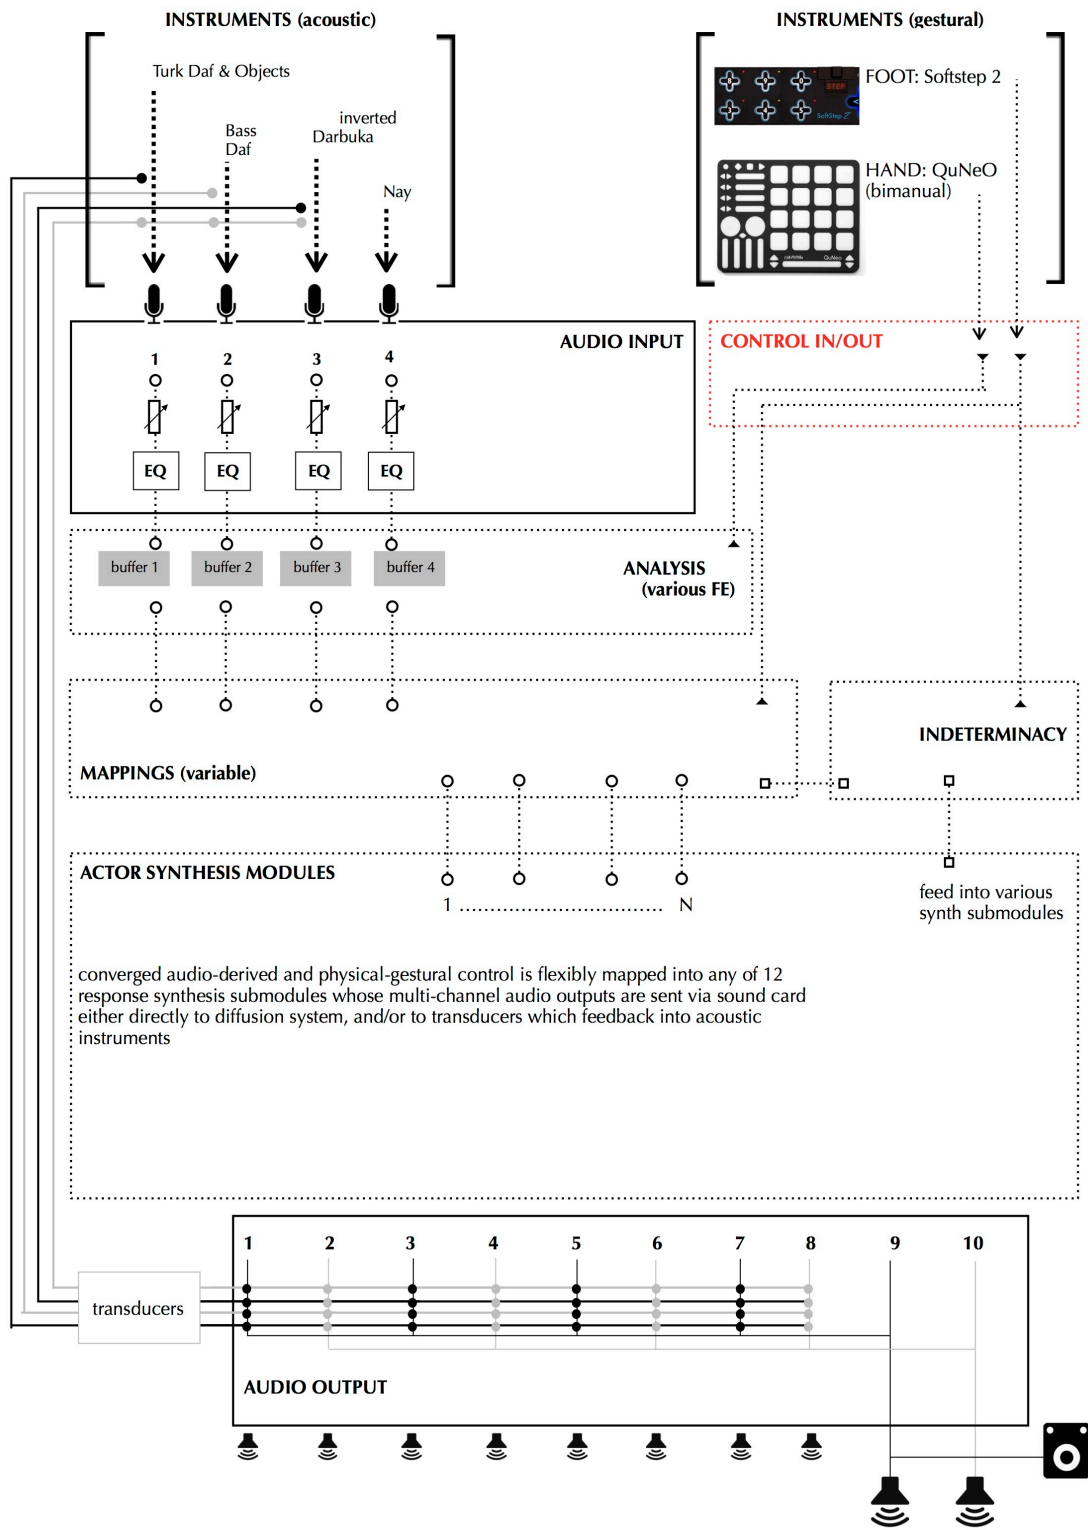 INSTRUMENTS (acoustic)
INSTRUMENTS (gestural)
Turk Daf & Objects
Bass
Daf
inverted
Darbuka
Nay
STEP
SoftStep 2
FOOT: Softstep 2
HAND: QuNeO
(bimanual)
QuNeo
AUDIO INPUT
CONTROL IN/OUT
1
2
3
4
EQ
EQ
EQ
EQ
buffer 1
buffer 2
buffer 3
buffer 4
ANALYSIS
(various FE)
MAPPINGS (variable)
INDETERMINACY
ACTOR SYNTHESIS MODULES
1
N
feed into various
synth submodules
converged audio-derived and physical-gestural control is flexibly mapped into any of 12
response synthesis submodules whose multi-channel audio outputs are sent via sound card
either directly to diffusion system, and/or to transducers which feedback into acoustic
instruments
1
2
3
4
5
6
7
8
9
10
transducers
AUDIO OUTPUT